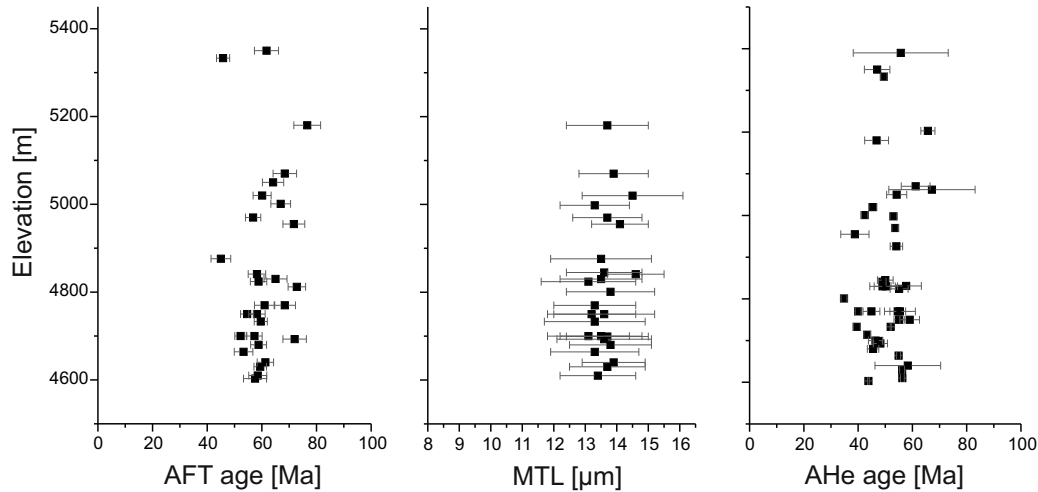 5400
5200
5000
4800
4600
Elevation [m]
0 20 40 60 80 100
AFT age [Ma]
8 9 10 11 12 13 14 15 16
MTL [µm]
0 20 40 60 80 100
AHe age [Ma]